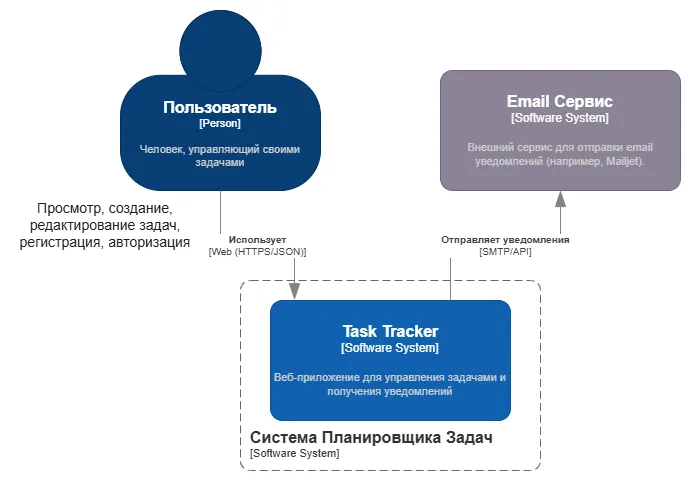 Пользователь
[Person]
Человек, управляющий своими
задачами
Email Сервис
[Software System]
Внешний сервис для отправки email
уведомлений (например, Mailjet).
Просмотр, создание,
редактирование задач,
регистрация, авторизация
Использует
[Web (HTTPS/JSON)]
Отправляет уведомления
[SMTP/API]
Task Tracker
[Software System]
Веб-приложение для управления задачами и
получения уведомлений
Система Планировщика Задач
[Software System]